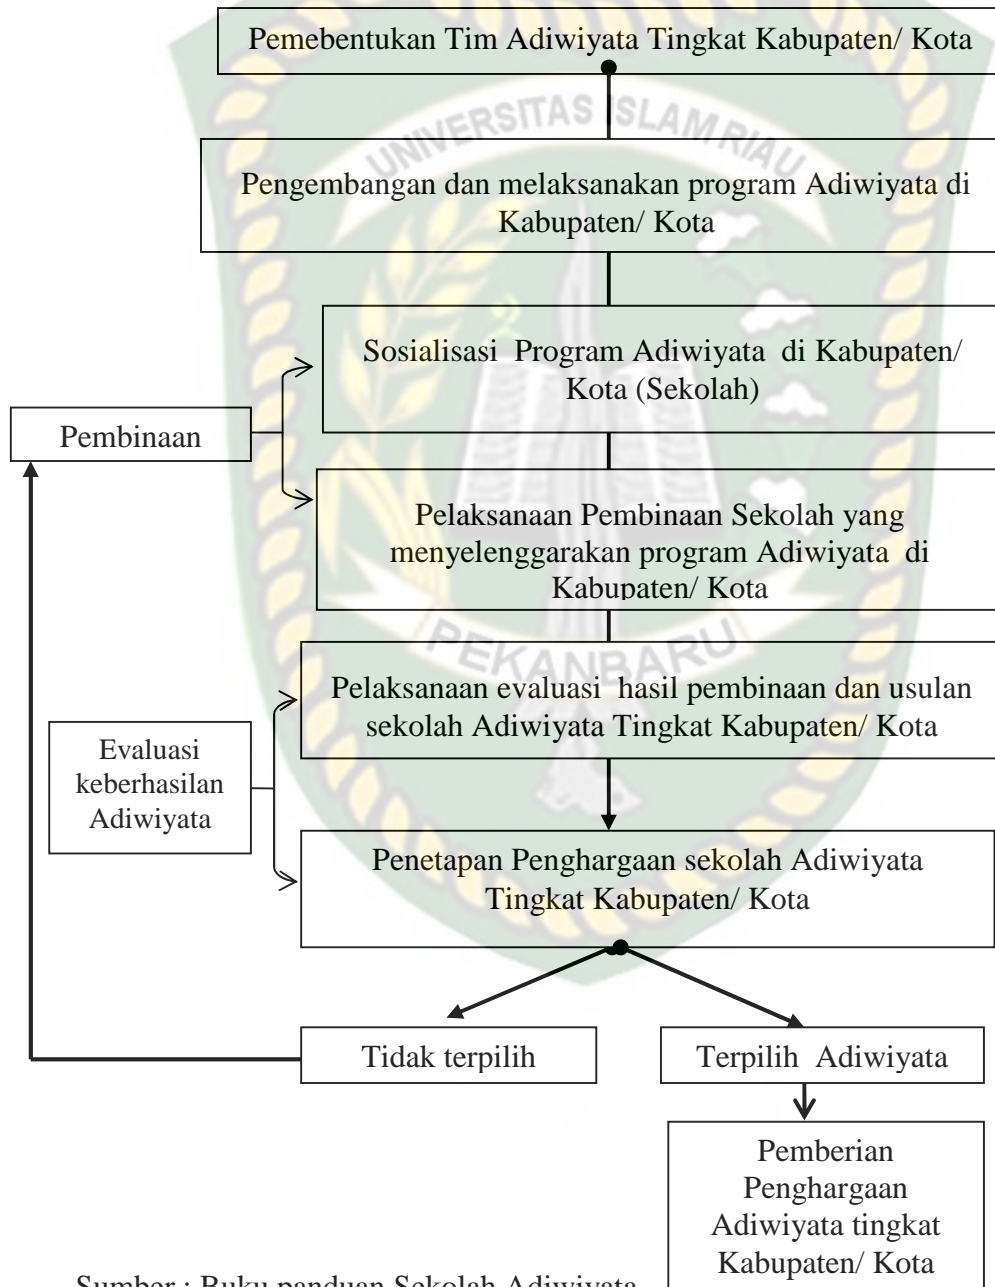 Pemebentukan Tim Adiwiyata Tingkat Kabupaten/ Kota
UNIVERSITAS ISLAM RIAU
Pengembangan dan melaksanakan program Adiwiyata di
Kabupaten/ Kota
Sosialisasi Program Adiwiyata di Kabupaten/
Kota (Sekolah)
Pembinaan
Pelaksanaan Pembinaan Sekolah yang
menyelenggarakan program Adiwiyata di
Kabupaten/ Kota
PEKANBARU
Pelaksanaan evaluasi hasil pembinaan dan usulan
sekolah Adiwiyata Tingkat Kabupaten/ Kota
Evaluasi
keberhasilan
Adiwiyata
Penetapan Penghargaan sekolah Adiwiyata
Tingkat Kabupaten/ Kota
Tidak terpilih
Terpilih Adiwiyata
Pemberian
Penghargaan
Adiwiyata tingkat
Kabupaten/ Kota
Sumber : Buku panduan Sekolah Adiwiyata